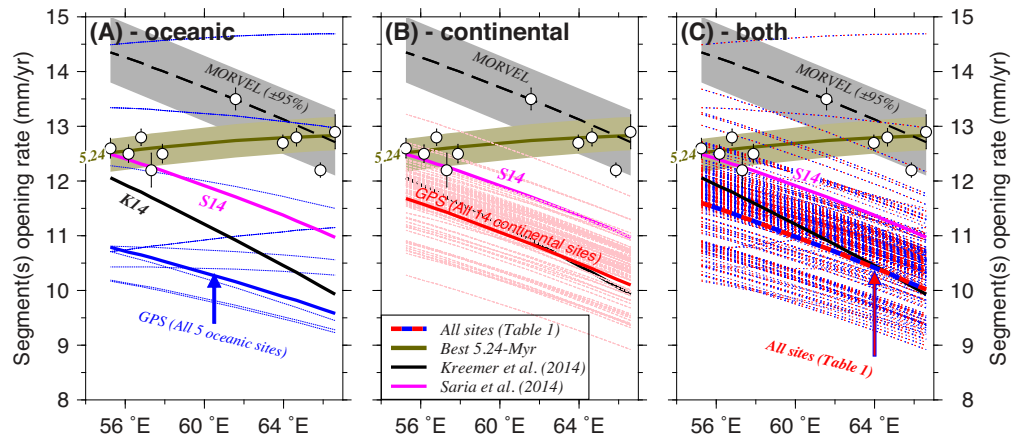 (A) - oceanic
(B) - continental
(C) - both
Segment(s) opening rate (mm/yr)
15
14
13
12
11
10
9
8
MORVEL (±95%)
5.24
S14
K14
GPS (All 5 oceanic sites)
56 °E
60 °E
64 °E
MORVEL
5.24
S14
GPS (All 14 continental sites)
All sites (Table 1)
Best 5.24-Myr
Kreemer et al. (2014)
Saria et al. (2014)
56 °E
60 °E
64 °E
MORVEL (±95%)
5.24
S14
All sites (Table 1)
56 °E
60 °E
64 °E
15
14
13
12
11
10
9
8
Segment(s) opening rate (mm/yr)